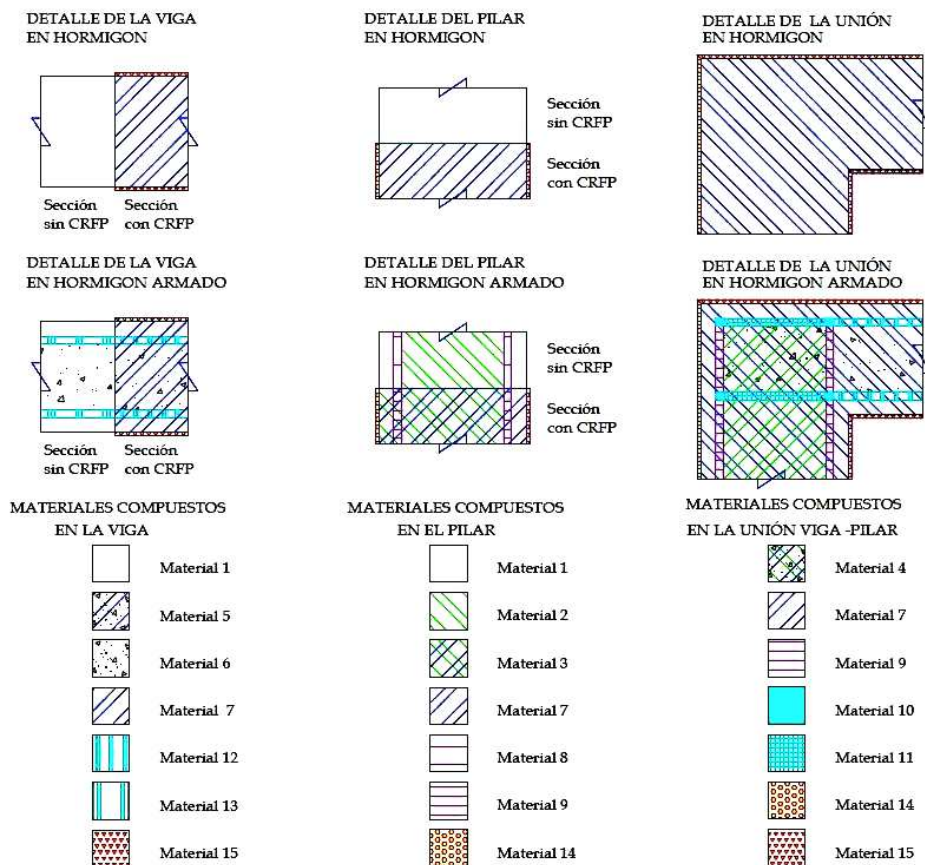 DETALLE DE LA VIGA
EN HORMIGON
Sección
sin CRFP
Sección
con CRFP
DETALLE DEL PILAR
EN HORMIGON
Sección
sin CRFP
Sección
con CRFP
DETALLE DE LA UNIÓN
EN HORMIGON
DETALLE DE LA VIGA
EN HORMIGON ARMADO
Sección
sin CRFP
Sección
con CRFP
DETALLE DEL PILAR
EN HORMIGON ARMADO
Sección
sin CRFP
Sección
con CRFP
DETALLE DE LA UNIÓN
EN HORMIGON ARMADO
MATERIALES COMPUESTOS
EN LA VIGA
Material 1
Material 5
Material 6
Material 7
Material 12
Material 13
Material 15
MATERIALES COMPUESTOS
EN EL PILAR
Material 1
Material 2
Material 3
Material 7
Material 8
Material 9
Material 14
MATERIALES COMPUESTOS
EN LA UNIÓN VIGA -PILAR
Material 4
Material 7
Material 9
Material 10
Material 11
Material 14
Material 15